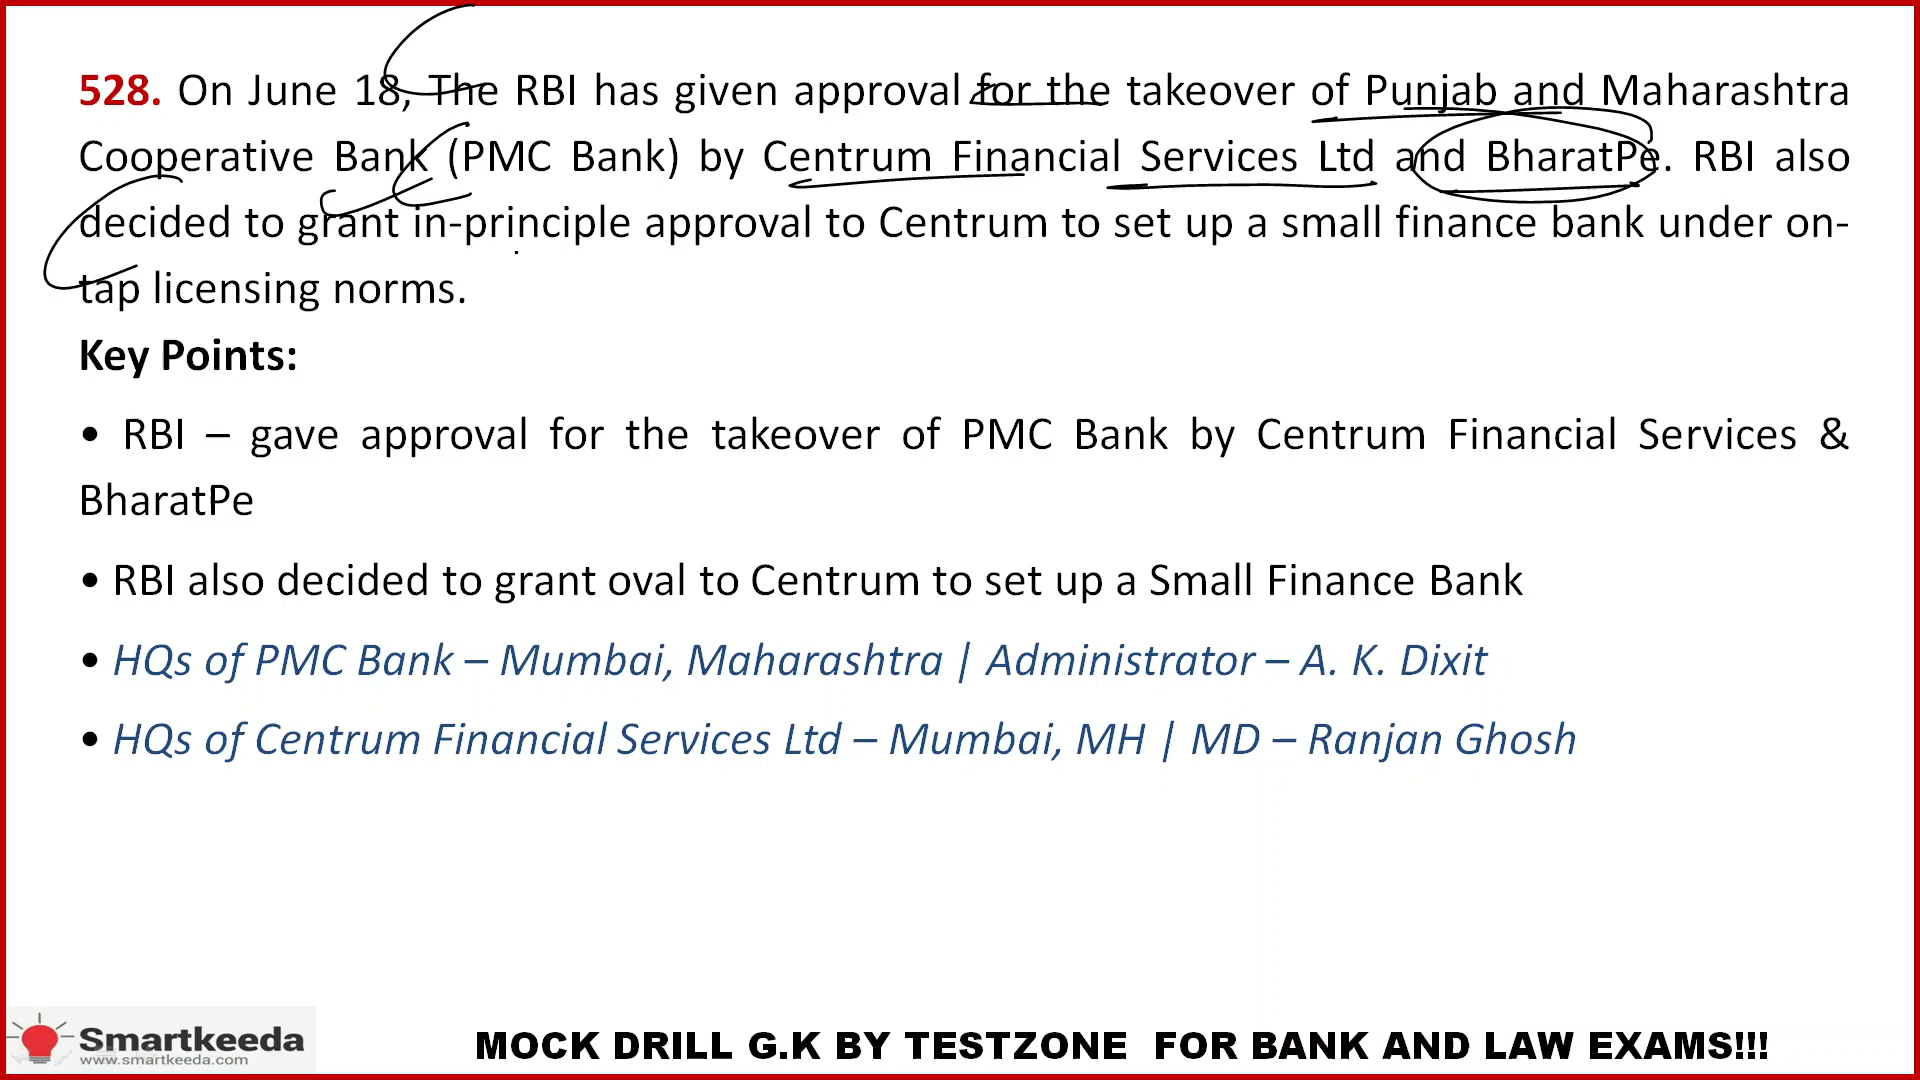 528. On June 18, The RBI has given approval for the takeover of Punjab and Maharashtra
Cooperative Bank (PMC Bank) by Centrum Financial Services Ltd and BharatPe. RBI also
decided to grant in-principle approval to Centrum to set up a small finance bank under on-
tap licensing norms.
Key Points:
• RBI – gave approval for the takeover of PMC Bank by Centrum Financial Services &
BharatPe
• RBI also decided to grant oval to Centrum to set up a Small Finance Bank
• HQs of PMC Bank – Mumbai, Maharashtra | Administrator – A. K. Dixit
• HQs of Centrum Financial Services Ltd – Mumbai, MH | MD – Ranjan Ghosh
Smartkeeda
www.smartkeeda.com
MOCK DRILL G.K BY TESTZONE FOR BANK AND LAW EXAMS!!!